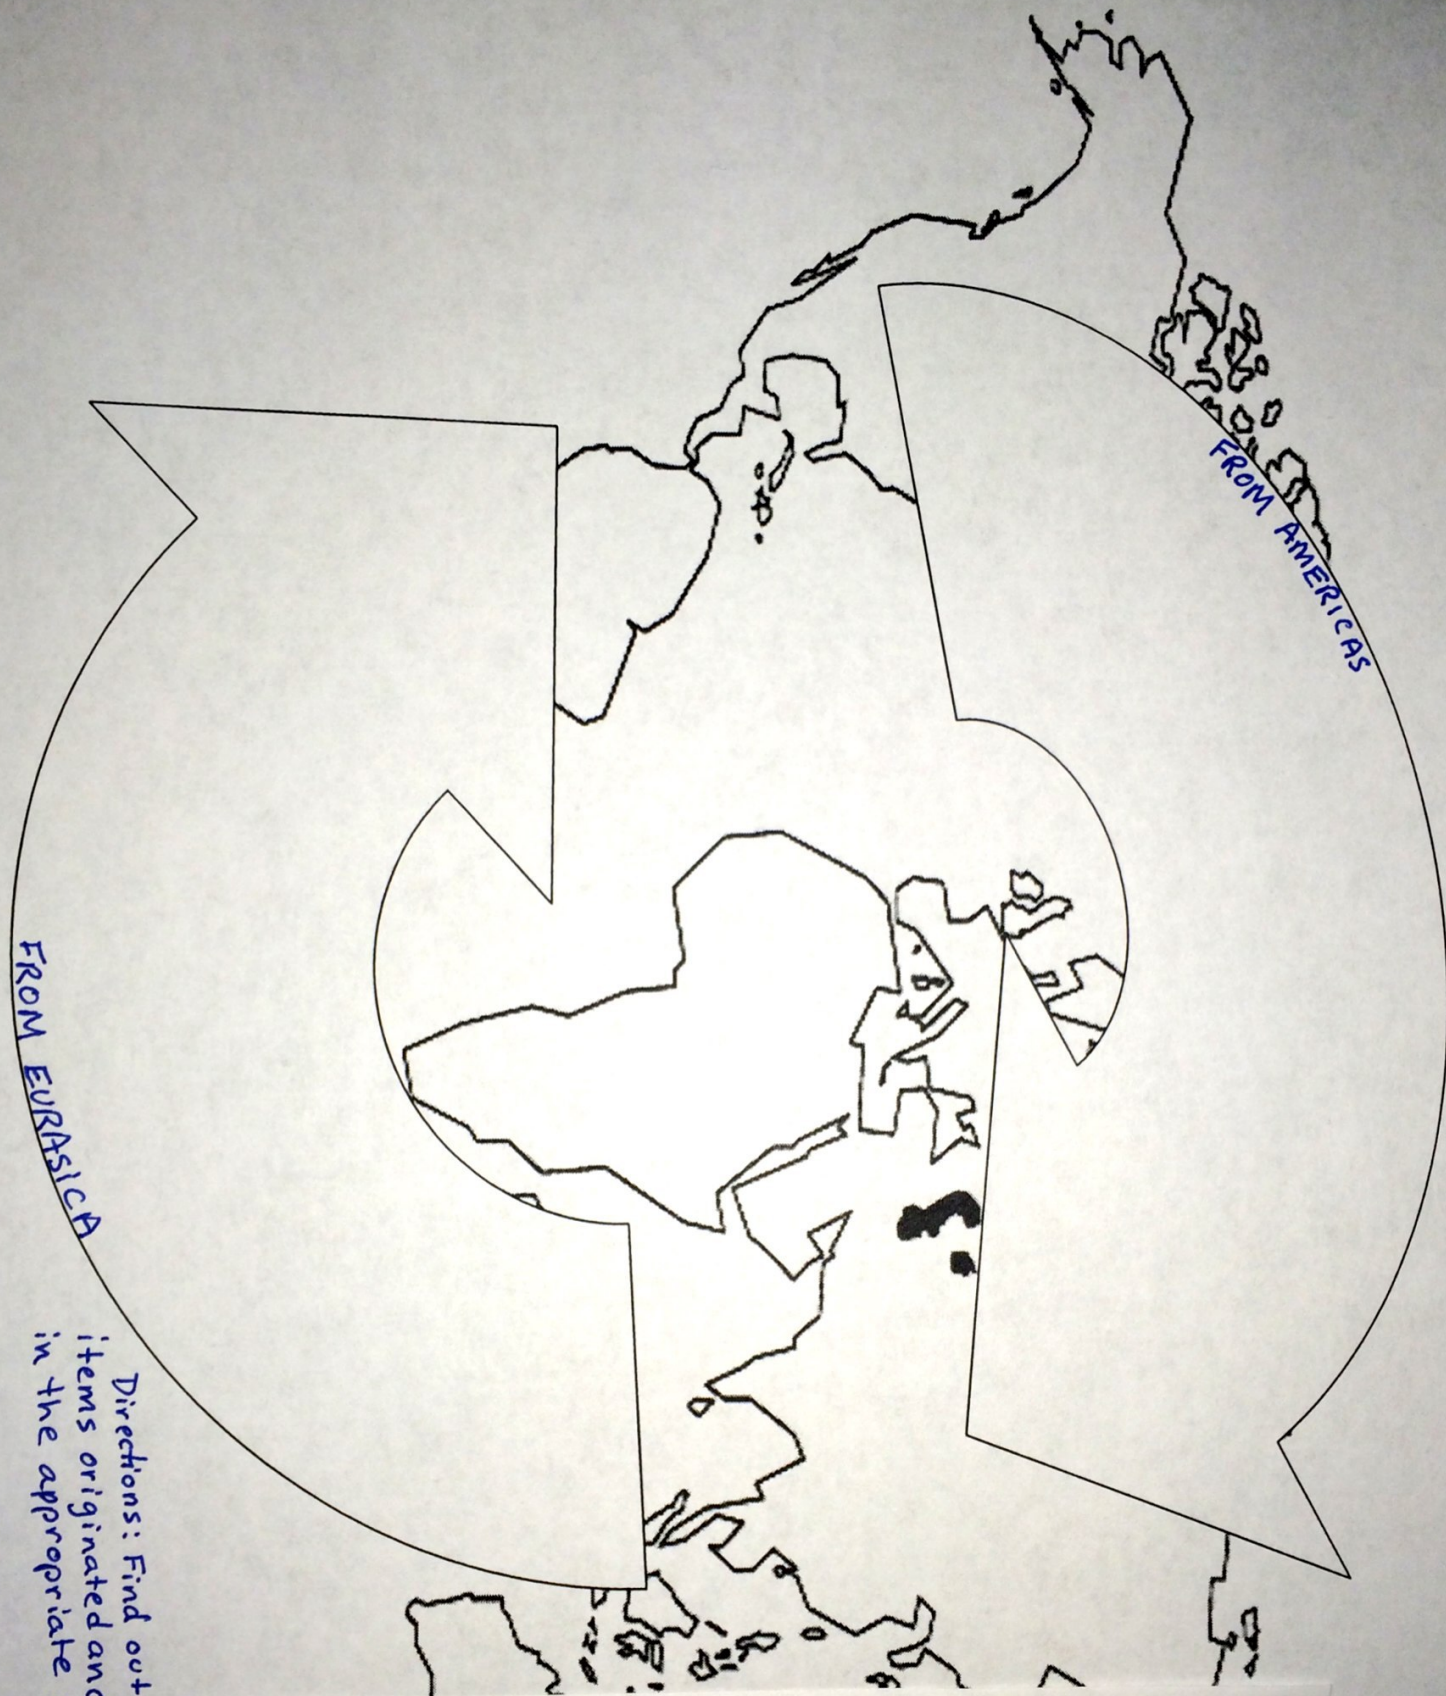 FROM AMERICAS
FROM EURASICA
Directions: Find out
items originated and
in the appropriate